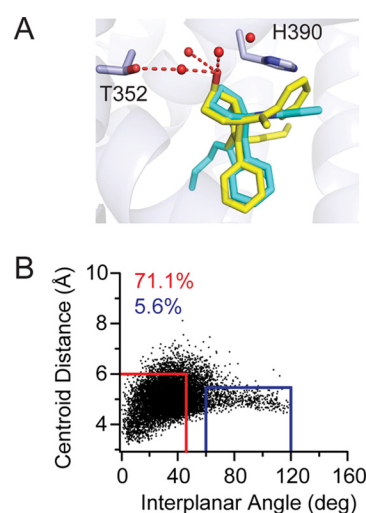 A
H390
T352
B
71.1%
5.6%
10
8
6
4
Centroid Distance (Å)
0 40 80 120 160
Interplanar Angle (deg)